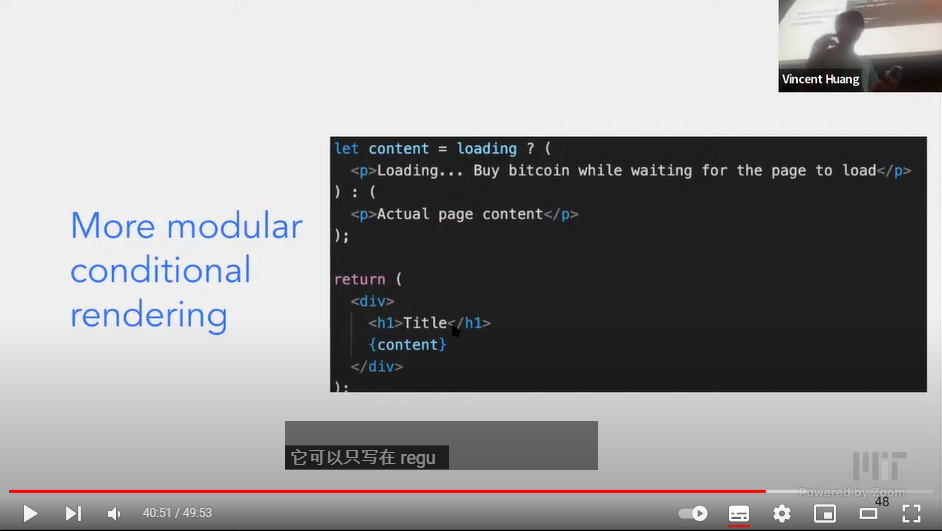 Vincent Huang
More modular
conditional
rendering
let content = loading ? (
<p>Loading... Buy bitcoin while waiting for the page to load</p>
) : (
<p>Actual page content</p>
);
return (
<div>
<h1>Title</h1>
{content}
</div>
);
它可以只写在 regu
MIT
Powered by Zoom
48
40:51 / 49:53